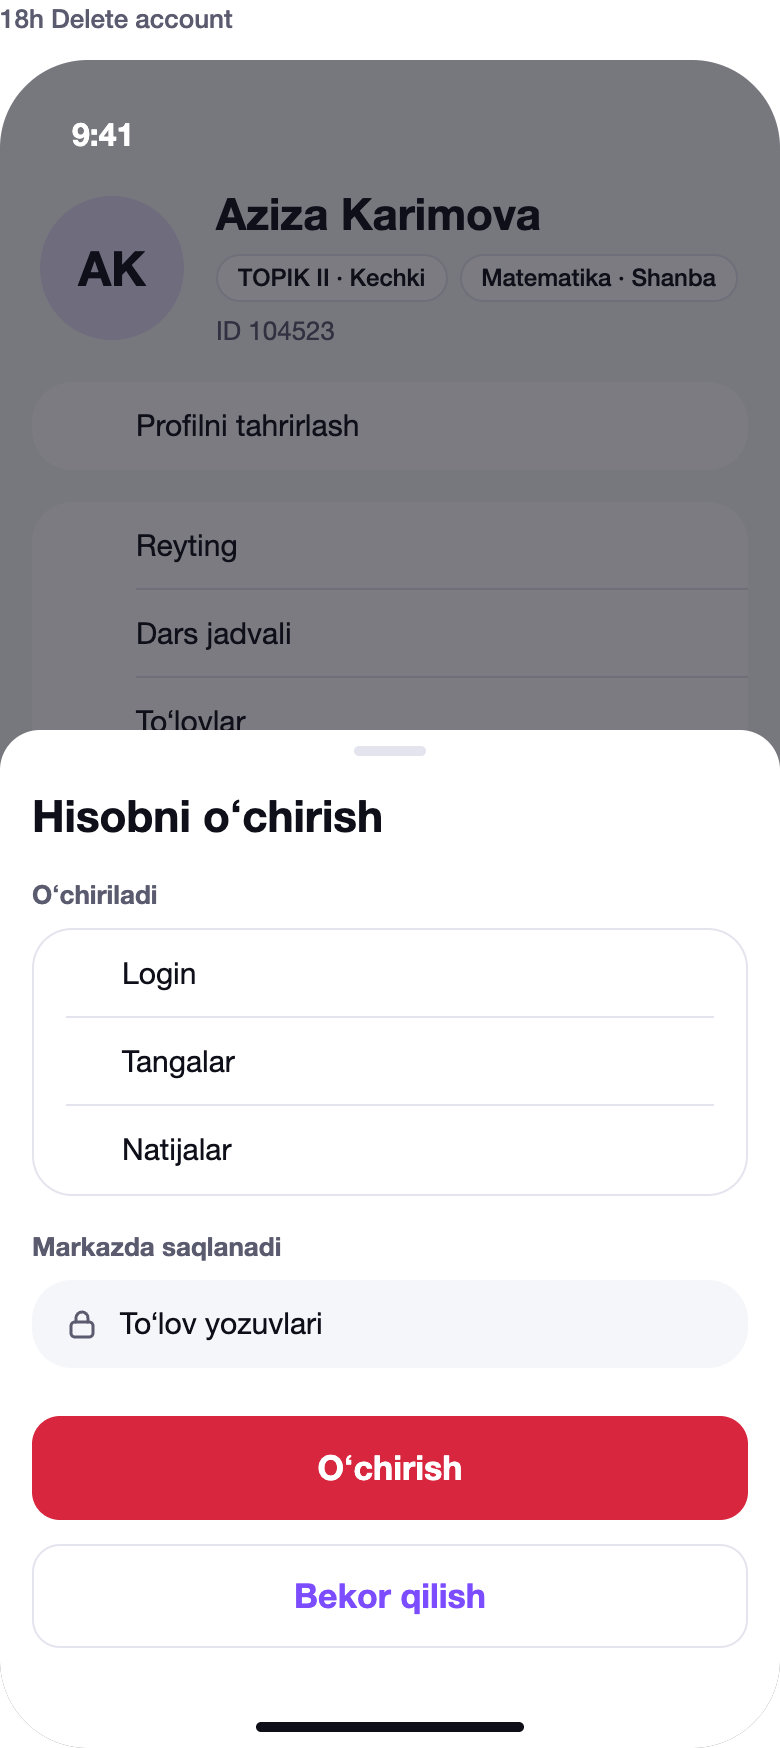 18h Delete account
9:41
AK
Aziza Karimova
TOPIK II · Kechki
Matematika · Shanba
ID 104523
Profilni tahrirlash
Reyting
Dars jadvali
To‘lovlar
Hisobni o‘chirish
O‘chiriladi
Login
Tangalar
Natijalar
Markazda saqlanadi
To‘lov yozuvlari
O‘chirish
Bekor qilish